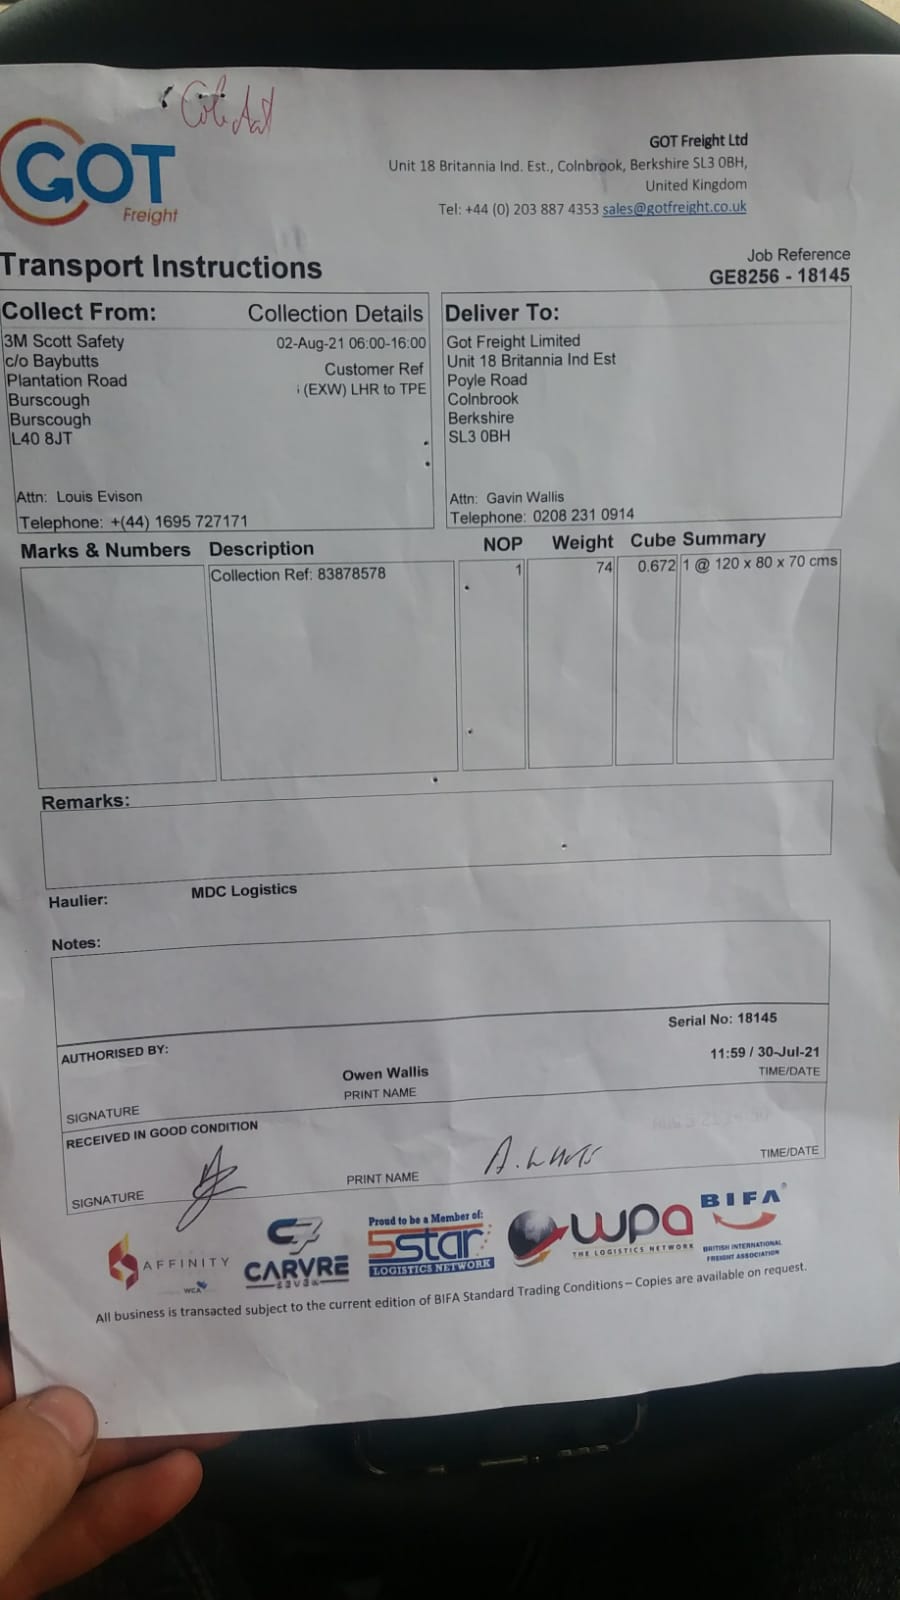 GOT
Freight
GOT Freight Ltd
Unit 18 Britannia Ind. Est., Colnbrook, Berkshire SL3 0BH,
United Kingdom
Tel: +44 (0) 203 887 4353 sales@gotfreight.co.uk
Transport Instructions
Job Reference
GE8256 - 18145
Collect From:
Collection Details
3M Scott Safety
02-Aug-21 06:00-16:00
c/o Baybutts
Customer Ref
Plantation Road
(EXW) LHR to TPE
Burscough
Burscough
L40 8JT
Attn: Louis Evison
Telephone: +(44) 1695 727171
Deliver To:
Got Freight Limited
Unit 18 Britannia Ind Est
Poyle Road
Colnbrook
Berkshire
SL3 0BH
Attn: Gavin Wallis
Telephone: 0208 231 0914
Marks & Numbers Description NOP Weight Cube Summary
Collection Ref: 83878578 1 74 0.672 1 @ 120 x 80 x 70 cms
Remarks:
Haulier: MDC Logistics
Notes:
Serial No: 18145
AUTHORISED BY:
Owen Wallis
11:59 / 30-Jul-21
SIGNATURE
PRINT NAME
TIME/DATE
RECEIVED IN GOOD CONDITION
SIGNATURE
PRINT NAME
TIME/DATE
AFFINITY
WCA
CARVRE
Proud to be a Member of:
5star
LOGISTICS NETWORK
wpa
THE LOGISTICS NETWORK
BIFA
BRITISH INTERNATIONAL
FREIGHT ASSOCIATION
All business is transacted subject to the current edition of BIFA Standard Trading Conditions – Copies are available on request.